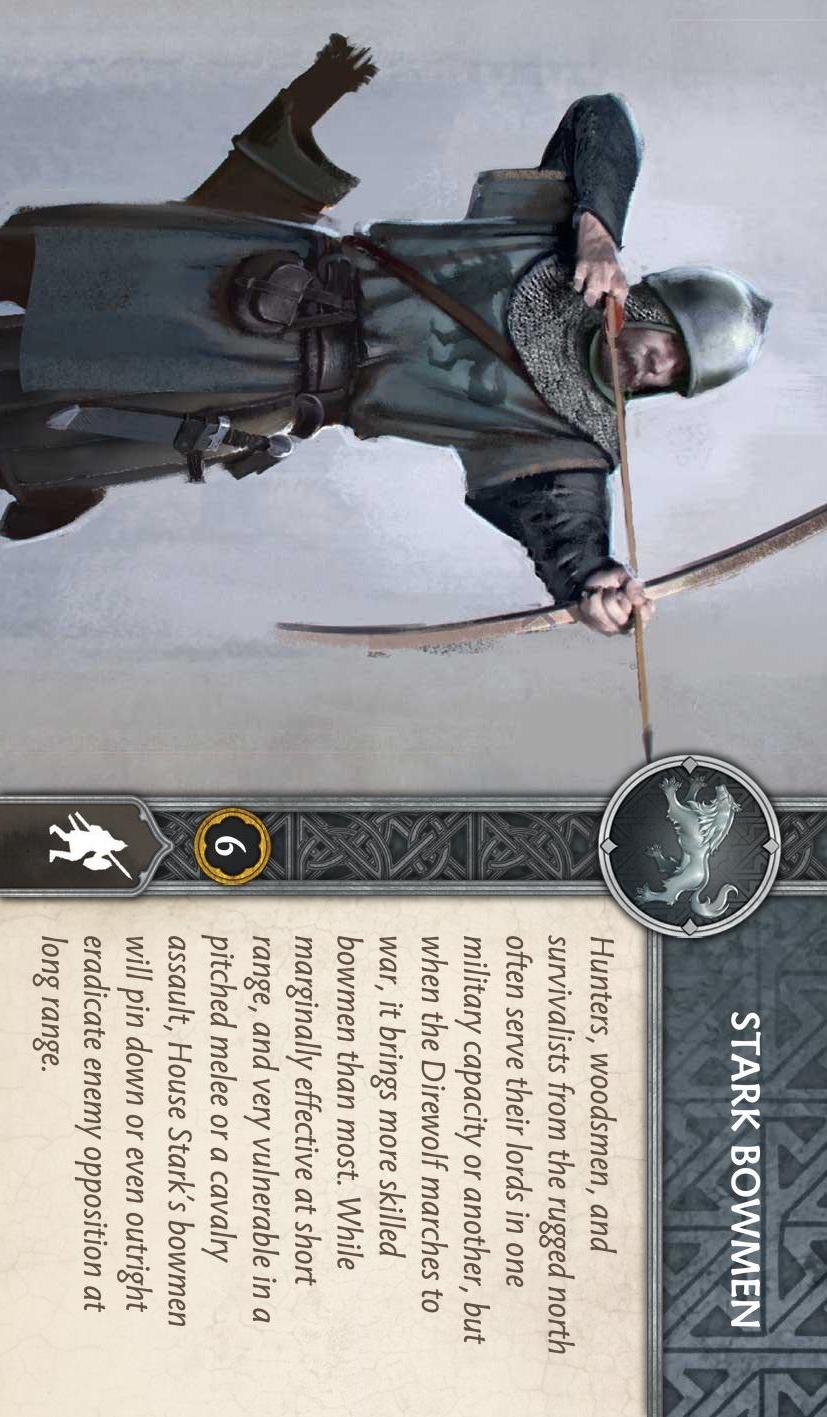 STARK BOWMEN
Hunters, woodsmen, and
survivalists from the rugged north
often serve their lords in one
military capacity or another, but
when the Direwolf marches to
war, it brings more skilled
bowmen than most. While
marginally effective at short
range, and very vulnerable in a
pitched melee or a cavalry
assault, House Stark's bowmen
will pin down or even outright
eradicate enemy opposition at
long range.
6